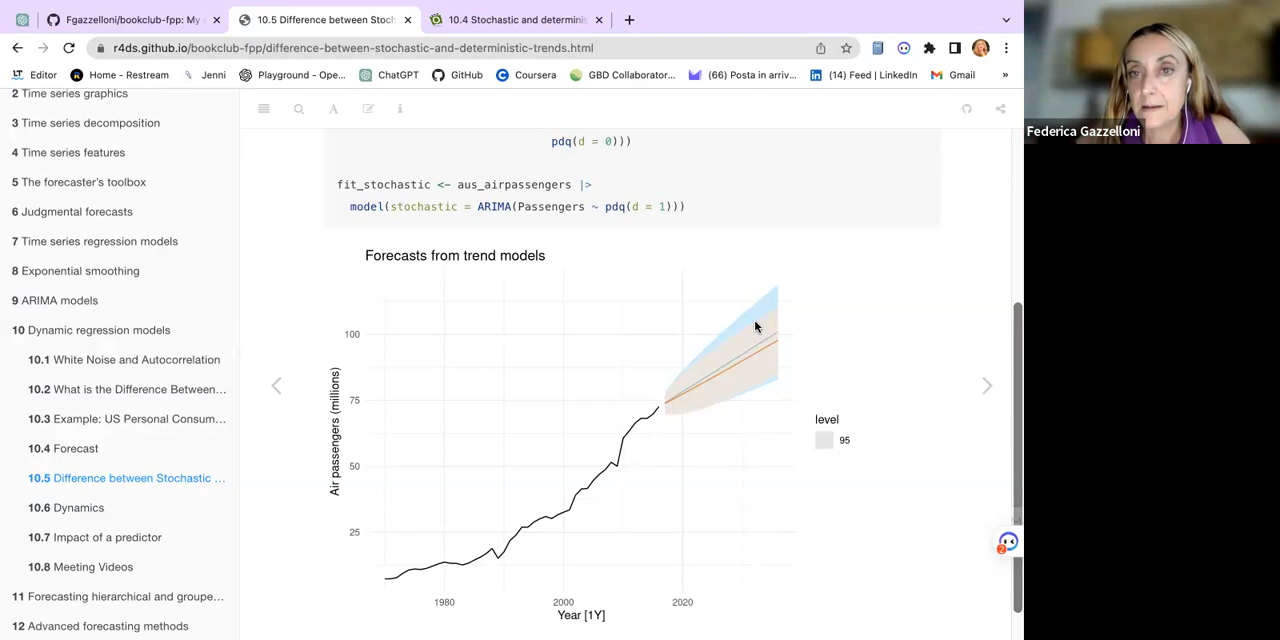 Fgazzelloni/bookclub-fpp: My
10.5 Difference between Stoch
10.4 Stochastic and determinis
r4ds.github.io/bookclub-fpp/difference-between-stochastic-and-deterministic-trends.html
Editor
Home - Restream
Jenni
Playground - Ope...
ChatGPT
GitHub
Coursera
GBD Collaborator...
(66) Posta in arriv...
(14) Feed | LinkedIn
Gmail
»
2 Time series graphics
3 Time series decomposition
4 Time series features
5 The forecaster's toolbox
6 Judgmental forecasts
7 Time series regression models
8 Exponential smoothing
9 ARIMA models
10 Dynamic regression models
10.1 White Noise and Autocorrelation
10.2 What is the Difference Between...
10.3 Example: US Personal Consum...
10.4 Forecast
10.5 Difference between Stochastic ...
10.6 Dynamics
10.7 Impact of a predictor
10.8 Meeting Videos
11 Forecasting hierarchical and groupe...
12 Advanced forecasting methods
pdq(d = 0)))
fit_stochastic <- aus_airpassengers |>
model(stochastic = ARIMA(Passengers ~ pdq(d = 1)))
Forecasts from trend models
Air passengers (millions)
100
75
50
25
1980
2000
2020
Year [1Y]
level
95
2
Federica Gazzelloni